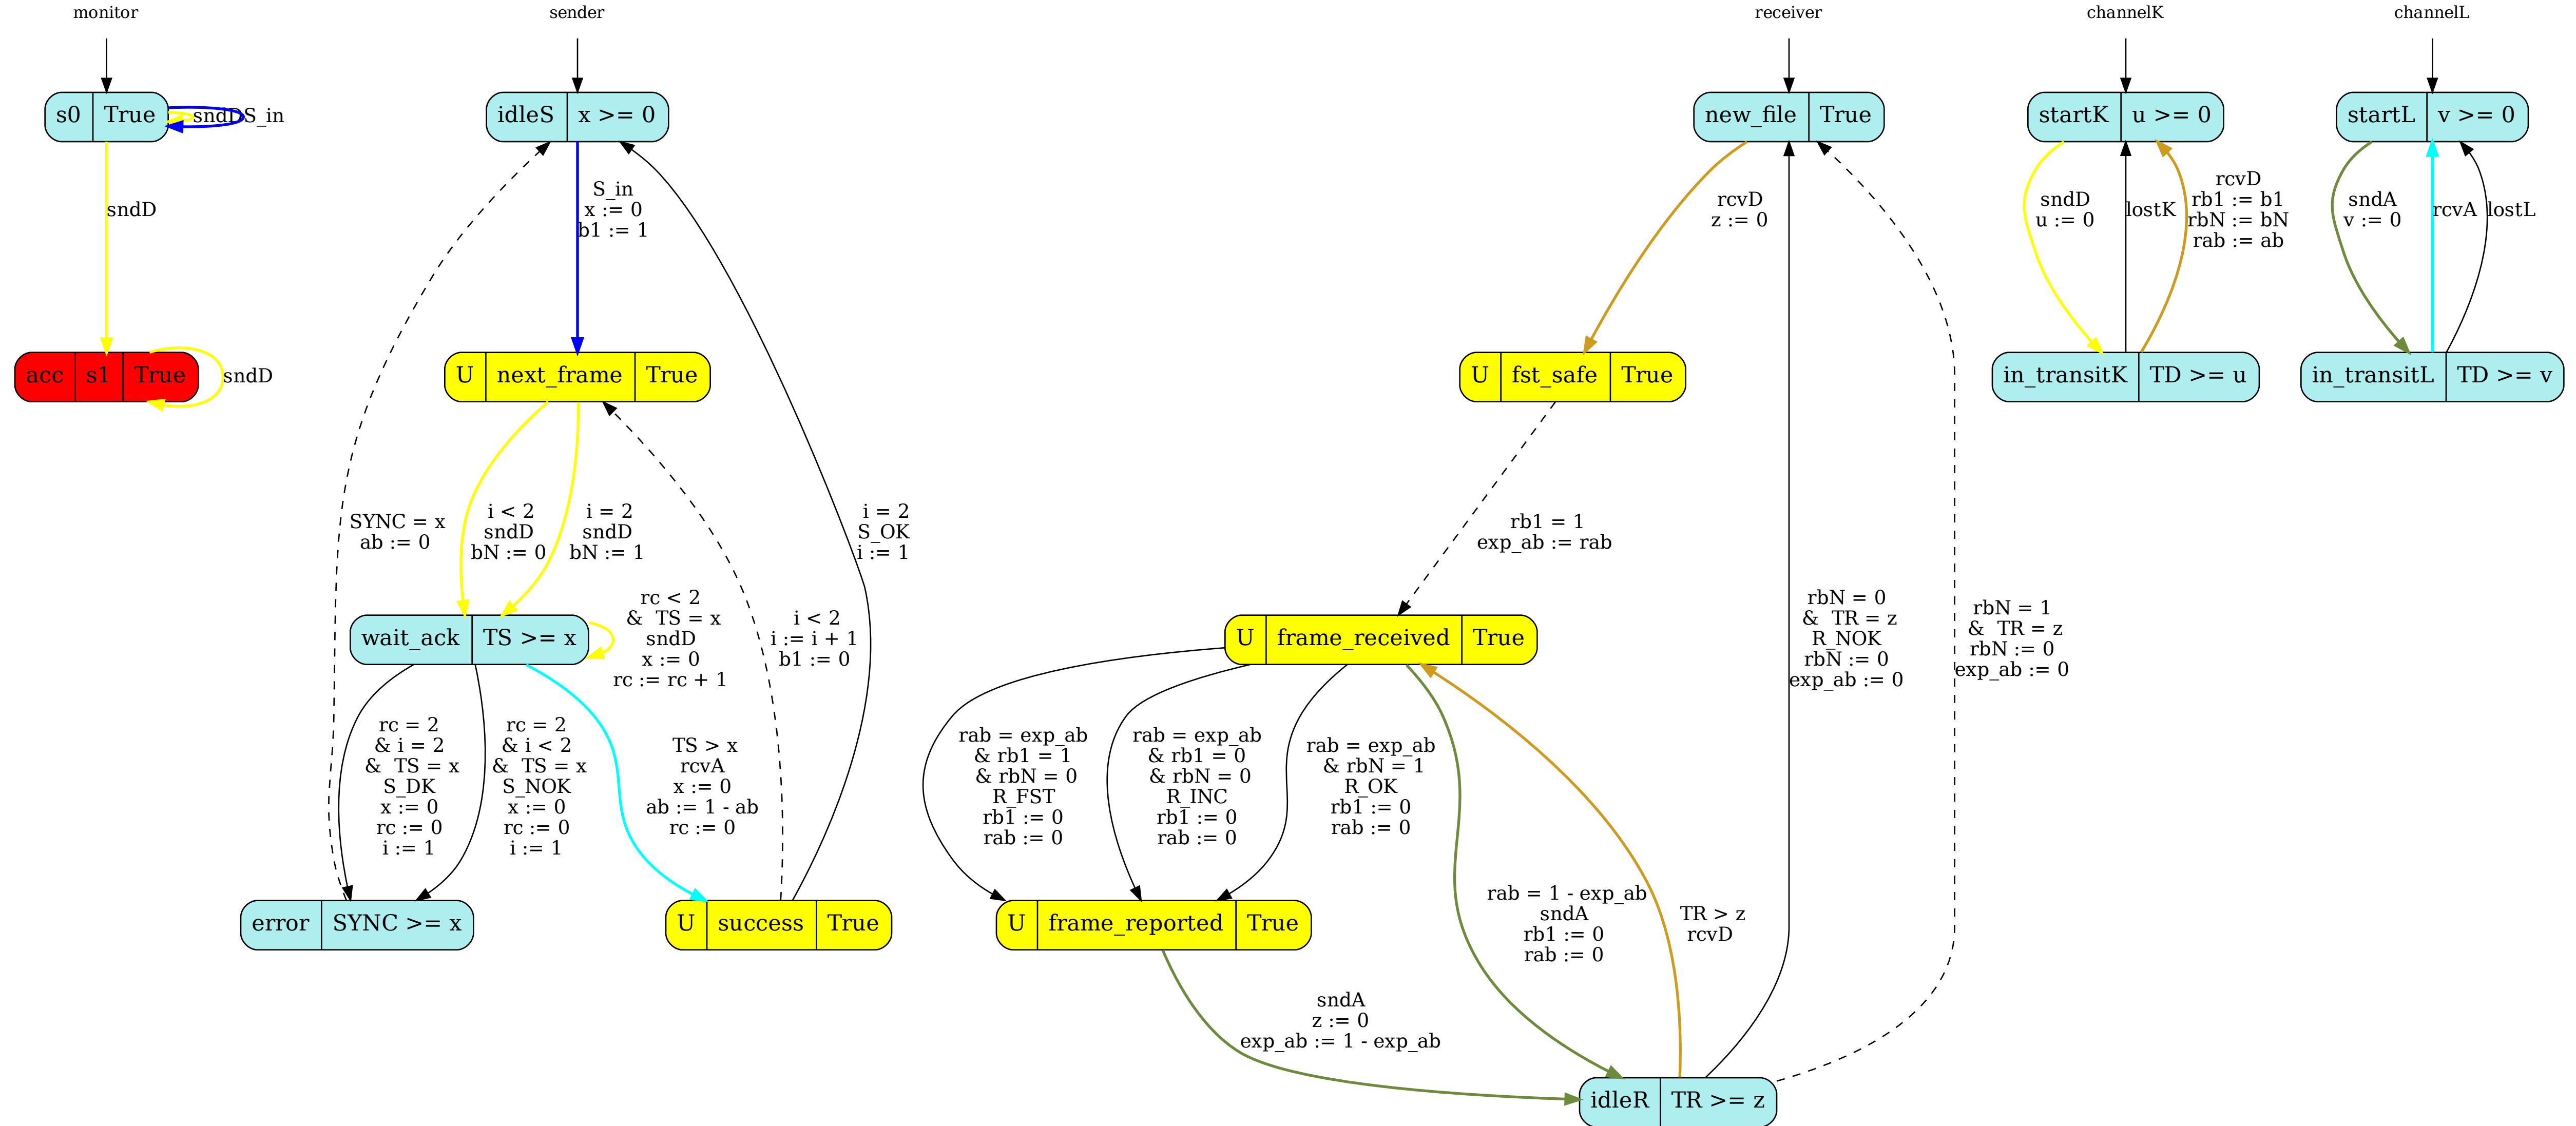 monitor
sender
receiver
channelK
channelL
s0 True
sndD
S_in
idleS x >= 0
new_file True
startK u >= 0
startL v >= 0
sndD
S_in
x := 0
b1 := 1
rcvD
z := 0
sndD
u := 0
lostK
rcvD
rb1 := b1
rbN := bN
rab := ab
sndA
v := 0
rcvA
lostL
acc s1 True
sndD
U next_frame True
U fst_safe True
in_transitK TD >= u
in_transitL TD >= v
SYNC = x
ab := 0
i < 2
sndD
bN := 0
i = 2
sndD
bN := 1
i = 2
S_OK
i := 1
rb1 = 1
exp_ab := rab
wait_ack TS >= x
rc < 2
& TS = x
sndD
x := 0
rc := rc + 1
i < 2
i := i + 1
b1 := 0
U frame_received True
rbN = 0
& TR = z
R_NOK
rbN := 0
exp_ab := 0
rbN = 1
& TR = z
rbN := 0
exp_ab := 0
rc = 2
& i = 2
& TS = x
S_DK
x := 0
rc := 0
i := 1
rc = 2
& i < 2
& TS = x
S_NOK
x := 0
rc := 0
i := 1
TS > x
rcvA
x := 0
ab := 1 - ab
rc := 0
rab = exp_ab
& rb1 = 1
& rbN = 0
R_FST
rb1 := 0
rab := 0
rab = exp_ab
& rb1 = 0
& rbN = 0
R_INC
rb1 := 0
rab := 0
rab = exp_ab
& rbN = 1
R_OK
rb1 := 0
rab := 0
rab = 1 - exp_ab
sndA
rb1 := 0
rab := 0
TR > z
rcvD
error SYNC >= x
U success True
U frame_reported True
sndA
z := 0
exp_ab := 1 - exp_ab
idleR TR >= z